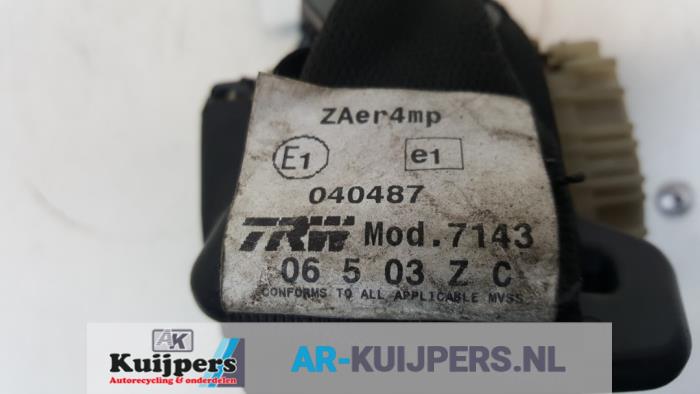 ZAer4mp
E1 e1
040487
TRW Mod.7143
06 5 03 Z C
CONFORMS TO ALL APPLICABLE MVSS
AK
Kuijpers
Autorecycling & onderdelen
AR-KUIJPERS.NL